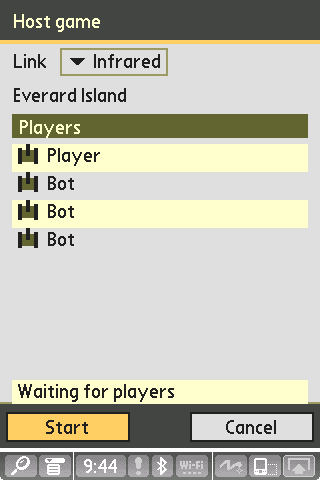 Host game
Link Infrared
Everard Island
Players
Player
Bot
Bot
Bot
Waiting for players
Start Cancel
9:44 Wi-Fi